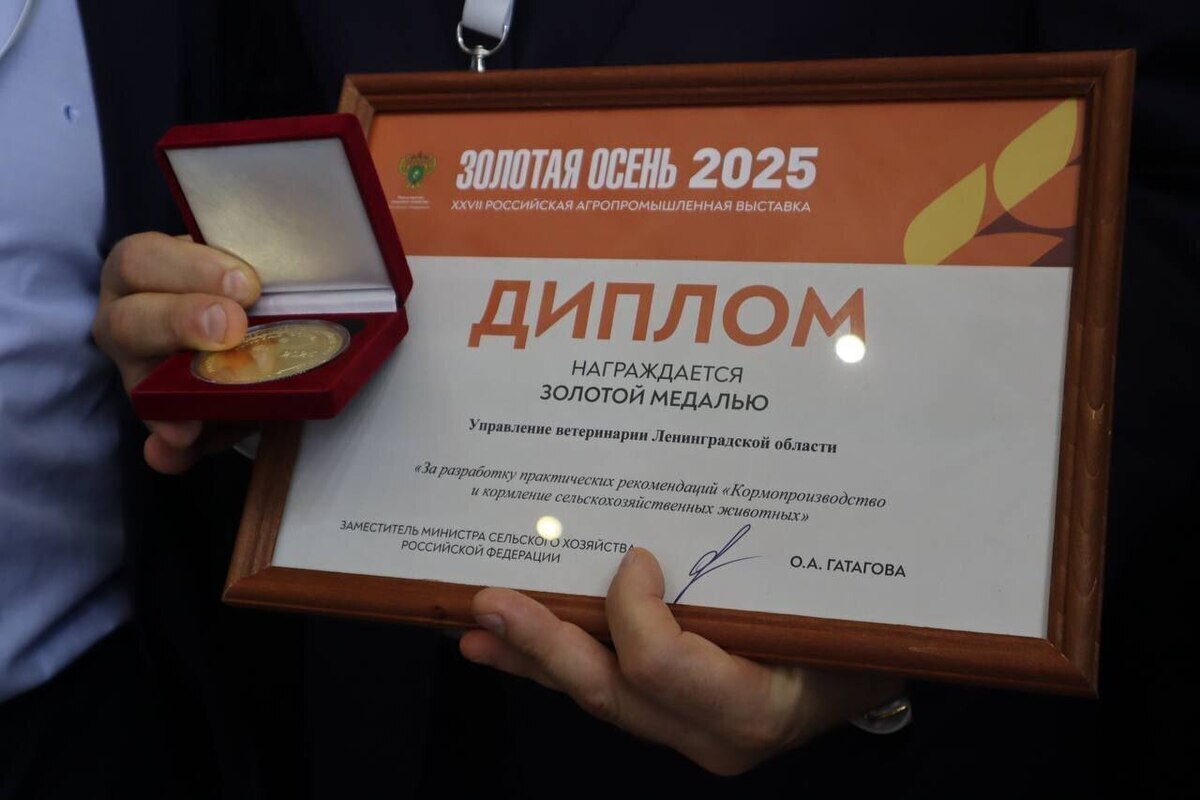 ЗОЛОТАЯ ОСЕНЬ 2025
XXVII РОССИЙСКАЯ АГРОПРОМЫШЛЕННАЯ ВЫСТАВКА
ДИПЛОМ
НАГРАЖДАЕТСЯ
ЗОЛОТОЙ МЕДАЛЬЮ
Управление ветеринарии Ленинградской области
«За разработку практических рекомендаций «Кормопроизводство
и кормление сельскохозяйственных животных»
ЗАМЕСТИТЕЛЬ МИНИСТРА СЕЛЬСКОГО ХОЗЯЙСТВА
РОССИЙСКОЙ ФЕДЕРАЦИИ
О.А. ГАТАГОВА